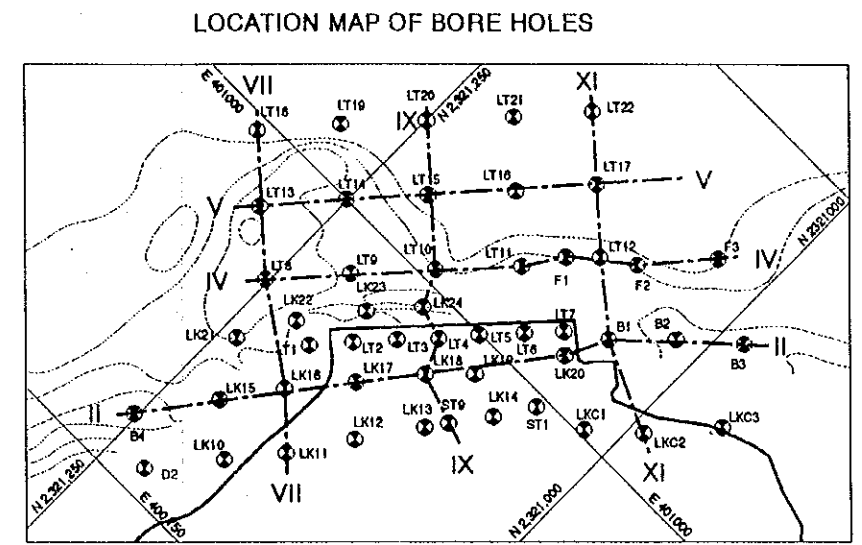 LOCATION MAP OF BORE HOLES
E 401000
VII
LT18
LT19
LT20
IX
N 2,321,250
LT21
XI
LT22
V
LT13
LT14
LT15
LT16
LT17
V
N 2321000
IV
LT8
LT9
LT10
LT11
F1
LT12
F2
F3
IV
LK21
LK22
LK23
LK24
LT1
LT2
LT3
LT4
LT5
LT6
LT7
B1
B2
B3
II
II
B4
LK15
LK16
LK17
LK18
LK19
LK20
D2
LK10
LK11
LK12
LK13
ST9
LK14
ST1
LKC1
LKC2
LKC3
VII
IX
XI
N 2,321,250
E 400,750
N 2,321,000
E 401000